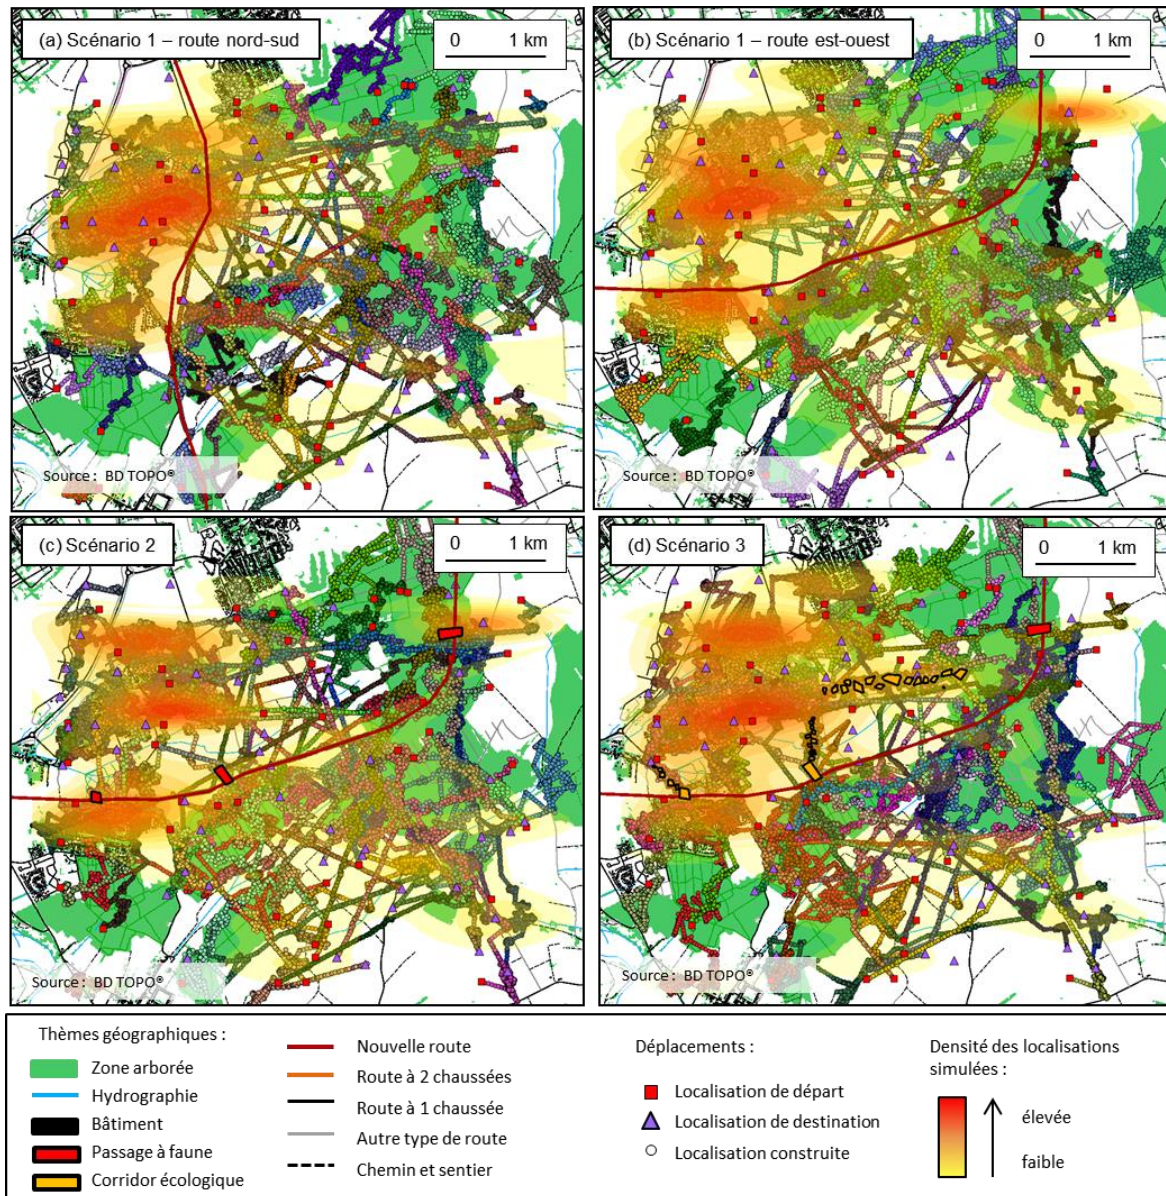 (a) Scénario 1 – route nord-sud
0 1 km
Source : BD TOPO®
(b) Scénario 1 – route est-ouest
0 1 km
Source : BD TOPO®
(c) Scénario 2
0 1 km
Source : BD TOPO®
(d) Scénario 3
0 1 km
Source : BD TOPO®
Thèmes géographiques :
Zone arborée
Hydrographie
Bâtiment
Passage à faune
Corridor écologique
Nouvelle route
Route à 2 chaussées
Route à 1 chaussée
Autre type de route
Chemin et sentier
Déplacements :
Localisation de départ
Localisation de destination
Localisation construite
Densité des localisations
simulées :
élevée
faible